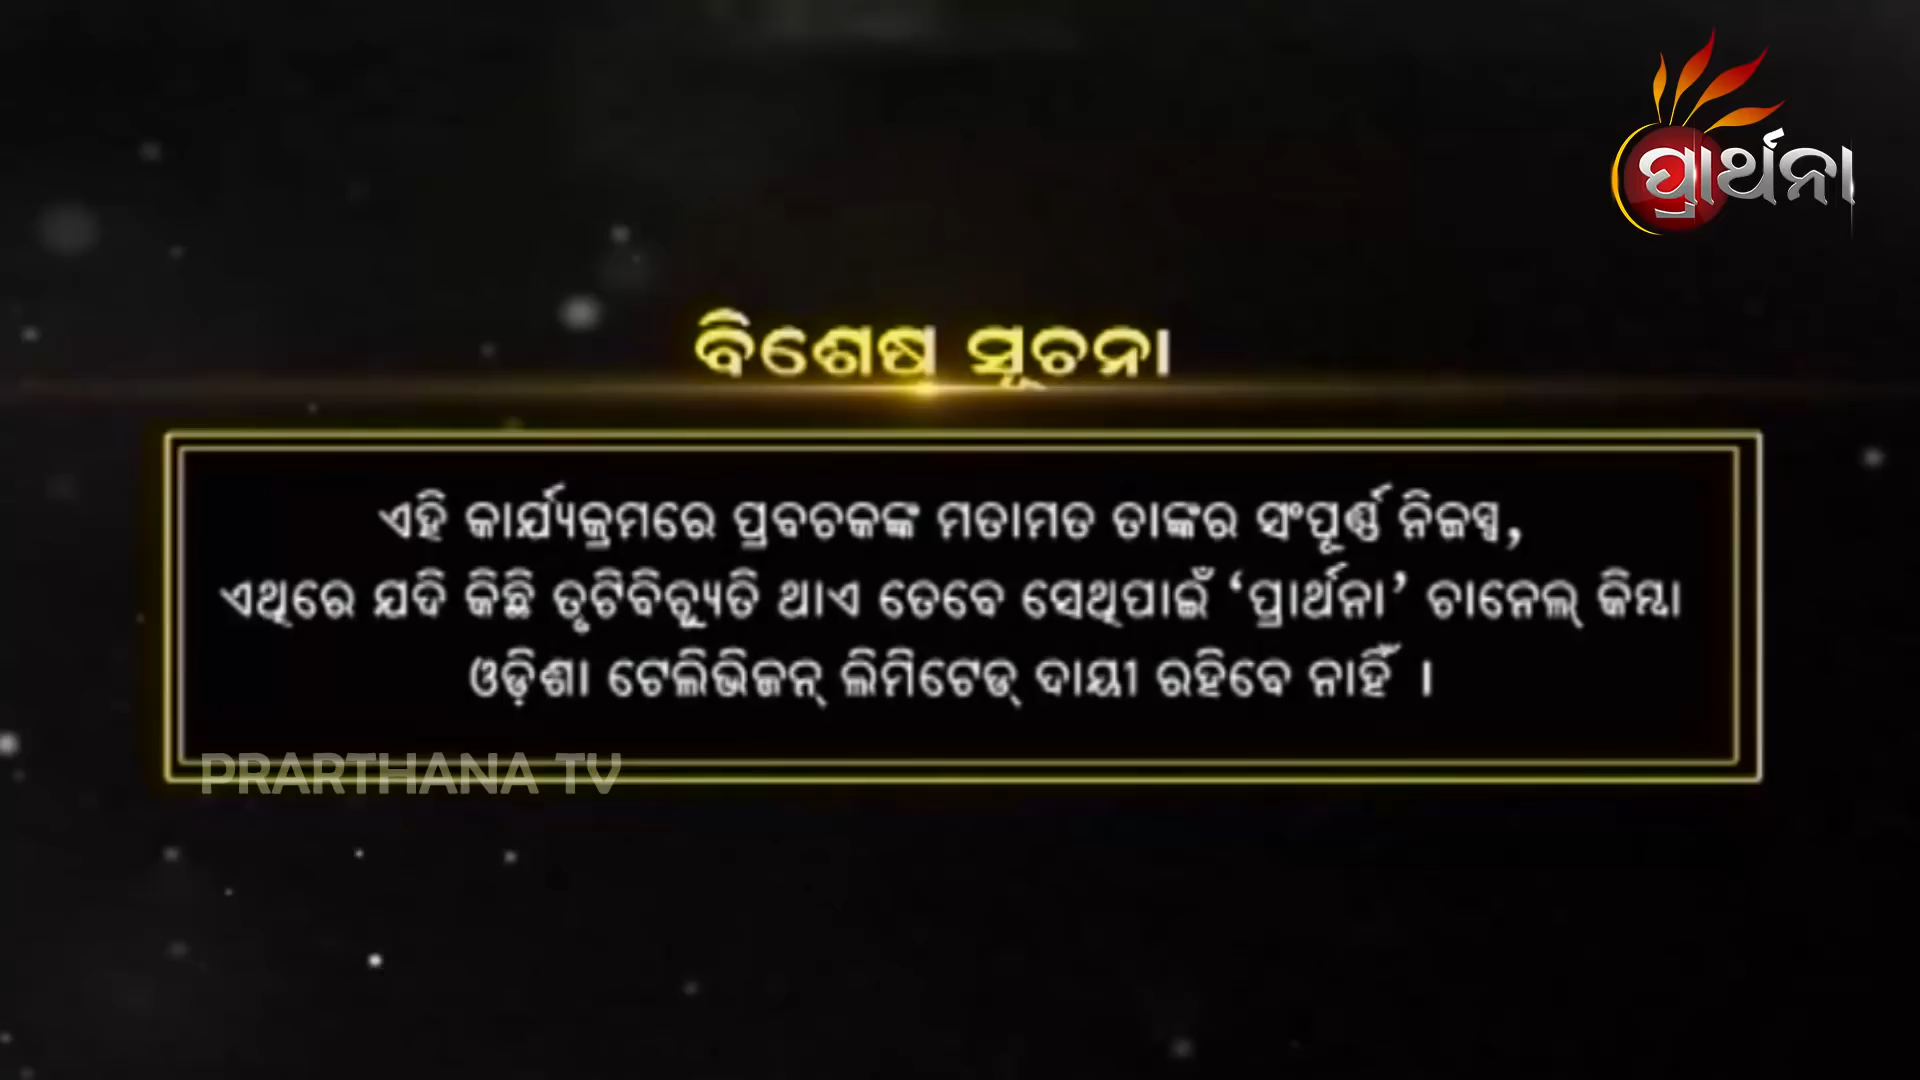 ପ୍ରାର୍ଥନା
ବିଶେଷ ସୂଚନା
ଏହି କାର୍ଯ୍ୟକ୍ରମରେ ପ୍ରବଚକଙ୍କ ମତାମତ ତାଙ୍କର ସଂପୂର୍ଣ୍ଣ ନିଜସ୍ୱ,
ଏଥିରେ ଯଦି କିଛି ତୃଟିବିଚ୍ୟୁତି ଥାଏ ତେବେ ସେଥିପାଇଁ ‘ପ୍ରାର୍ଥନା’ ଚାନେଲ୍ କିମ୍ୱା
ଓଡ଼ିଶା ଟେଲିଭିଜନ୍ ଲିମିଟେଡ୍ ଦାୟୀ ରହିବେ ନାହିଁ ।
PRARTHANA TV